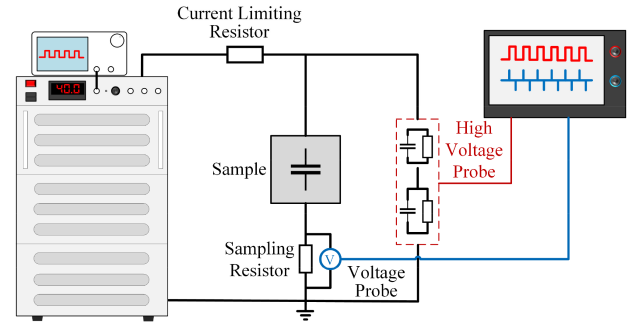 Current Limiting
Resistor
40.0
High
Voltage
Probe
Sample
Sampling
Resistor
V
Voltage
Probe